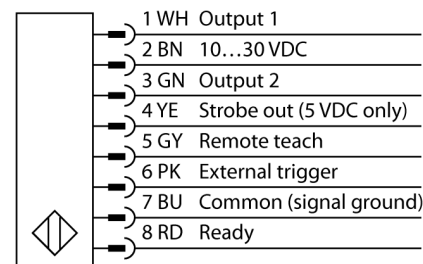 1 WH Output 1
2 BN 10...30 VDC
3 GN Output 2
4 YE Strobe out (5 VDC only)
5 GY Remote teach
6 PK External trigger
7 BU Common (signal ground)
8 RD Ready